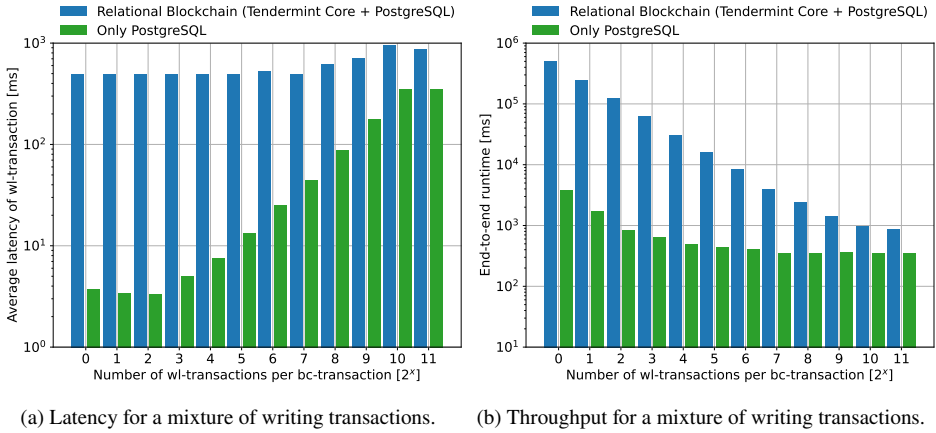 Relational Blockchain (Tendermint Core + PostgreSQL)
Only PostgreSQL
10³
10²
10¹
10⁰
Average latency of wl-transaction [ms]
0 1 2 3 4 5 6 7 8 9 10 11
Number of wl-transactions per bc-transaction [2ˣ]
(a) Latency for a mixture of writing transactions.
Relational Blockchain (Tendermint Core + PostgreSQL)
Only PostgreSQL
10⁶
10⁵
10⁴
10³
10²
10¹
End-to-end runtime [ms]
0 1 2 3 4 5 6 7 8 9 10 11
Number of wl-transactions per bc-transaction [2ˣ]
(b) Throughput for a mixture of writing transactions.